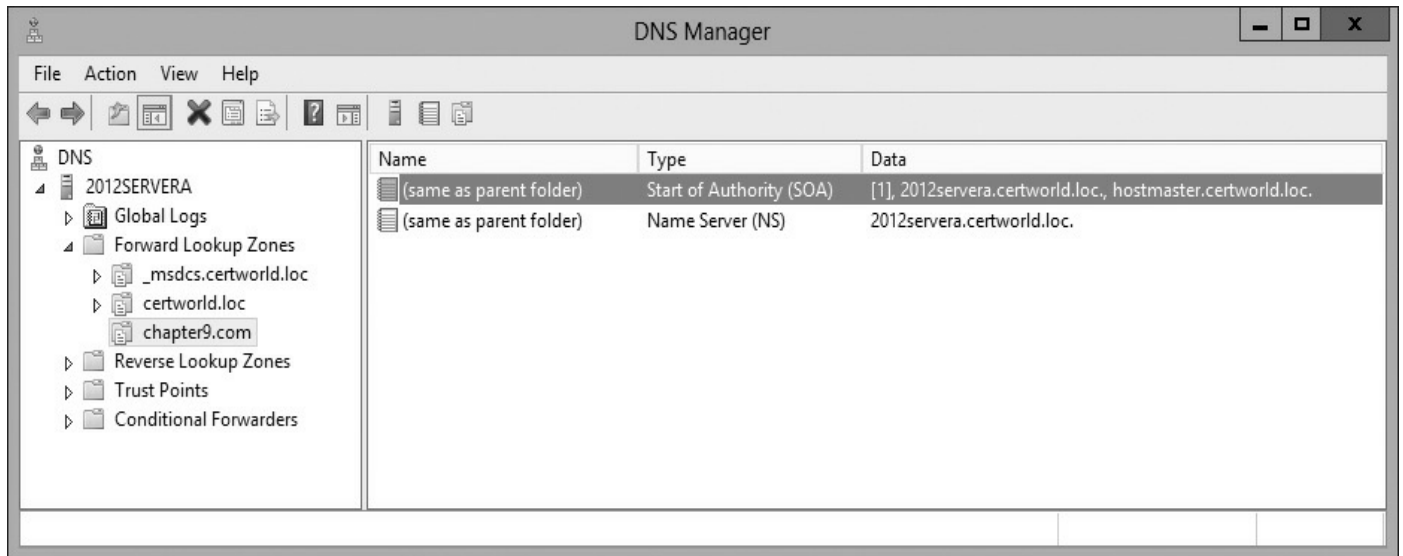 DNS Manager
X
File Action View Help
DNS
2012SERVERA
Global Logs
Forward Lookup Zones
_msdcs.certworld.loc
certworld.loc
chapter9.com
Reverse Lookup Zones
Trust Points
Conditional Forwarders
Name Type Data
(same as parent folder) Start of Authority (SOA) [1], 2012servera.certworld.loc., hostmaster.certworld.loc.
(same as parent folder) Name Server (NS) 2012servera.certworld.loc.